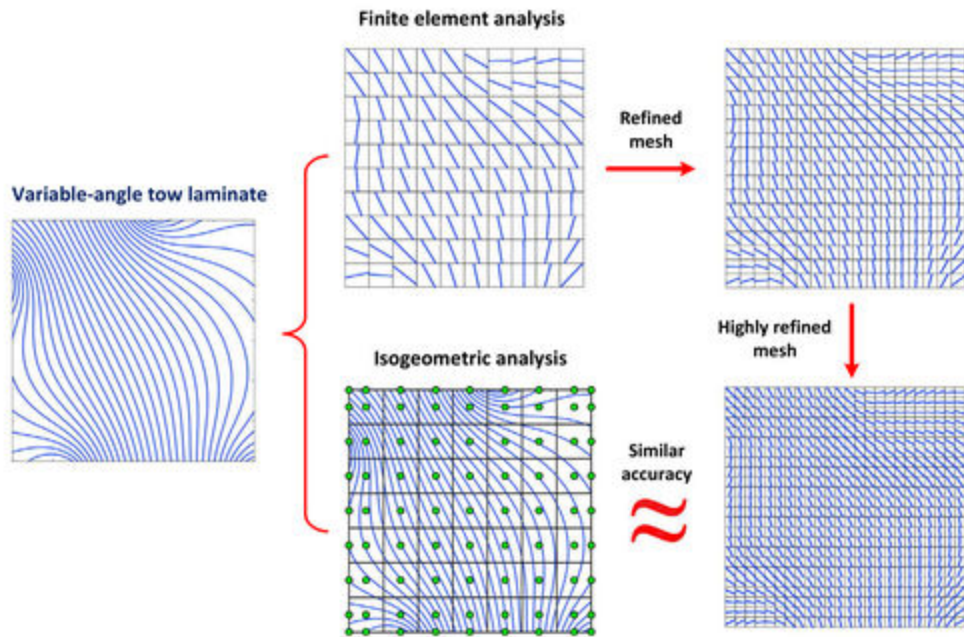 Finite element analysis
Refined
mesh
Variable-angle tow laminate
Highly refined
mesh
Isogeometric analysis
Similar
accuracy
≈